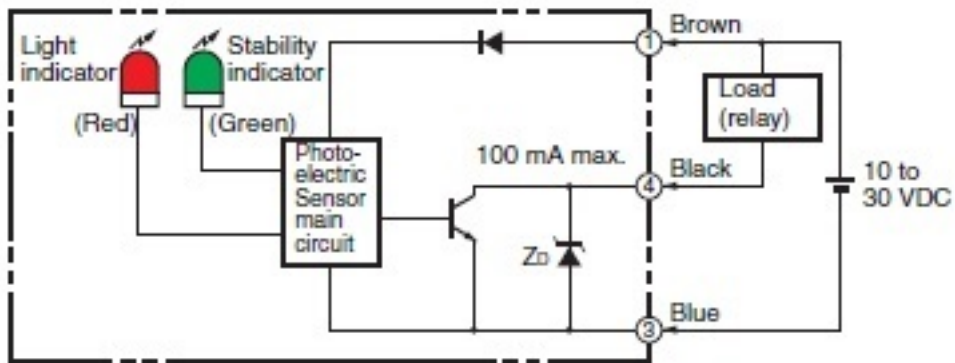 Light
indicator
(Red)
Stability
indicator
(Green)
Photo-
electric
Sensor
main
circuit
100 mA max.
ZD
1
Brown
Load
(relay)
4
Black
10 to
30 VDC
3
Blue